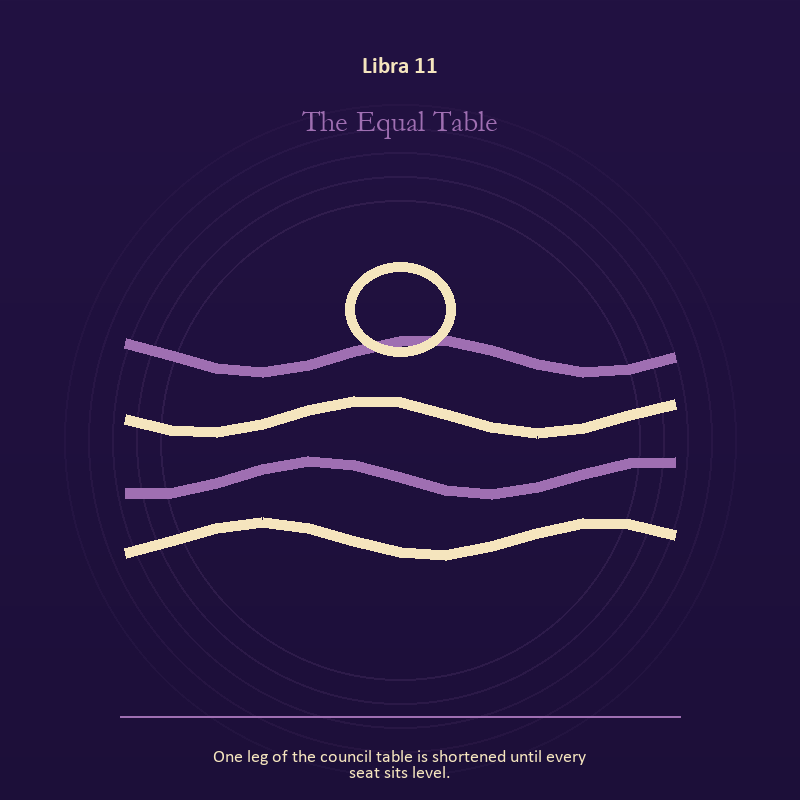 Libra 11
The Equal Table
One leg of the council table is shortened until every
seat sits level.